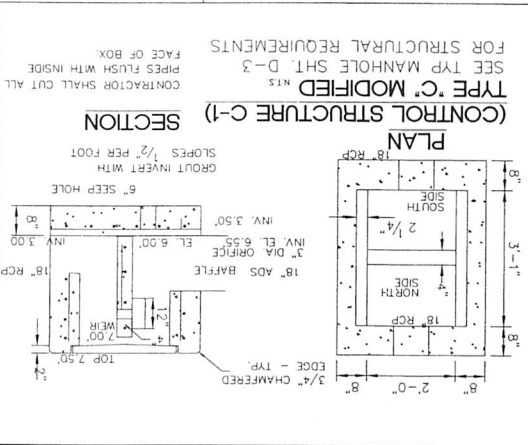 8" 2'-0" 8"
3/4" CHAMFERED
EDGE - TYP.
2"
TOP 7.50'
8"
18" RCP
NORTH
SIDE
4"
3'-1"
2 1/4"
SOUTH
SIDE
8"
18" RCP
7.00'
WEIR
4"
12"
18" RCP
18" ADS BAFFLE
3" DIA. ORIFICE
INV. EL. 6.55
EL. 6.00'
INV. 3.00'
INV. 3.50'
8"
6" SEEP HOLE
GROUT INVERT WITH
SLOPES 1/2" PER FOOT
PLAN
SECTION
(CONTROL STRUCTURE C-1)
TYPE "C" MODIFIED N.T.S.
SEE TYP MANHOLE SHT. D-3
FOR STRUCTURAL REQUIREMENTS
CONTRACTOR SHALL CUT ALL
PIPES FLUSH WITH INSIDE
FACE OF BOX.